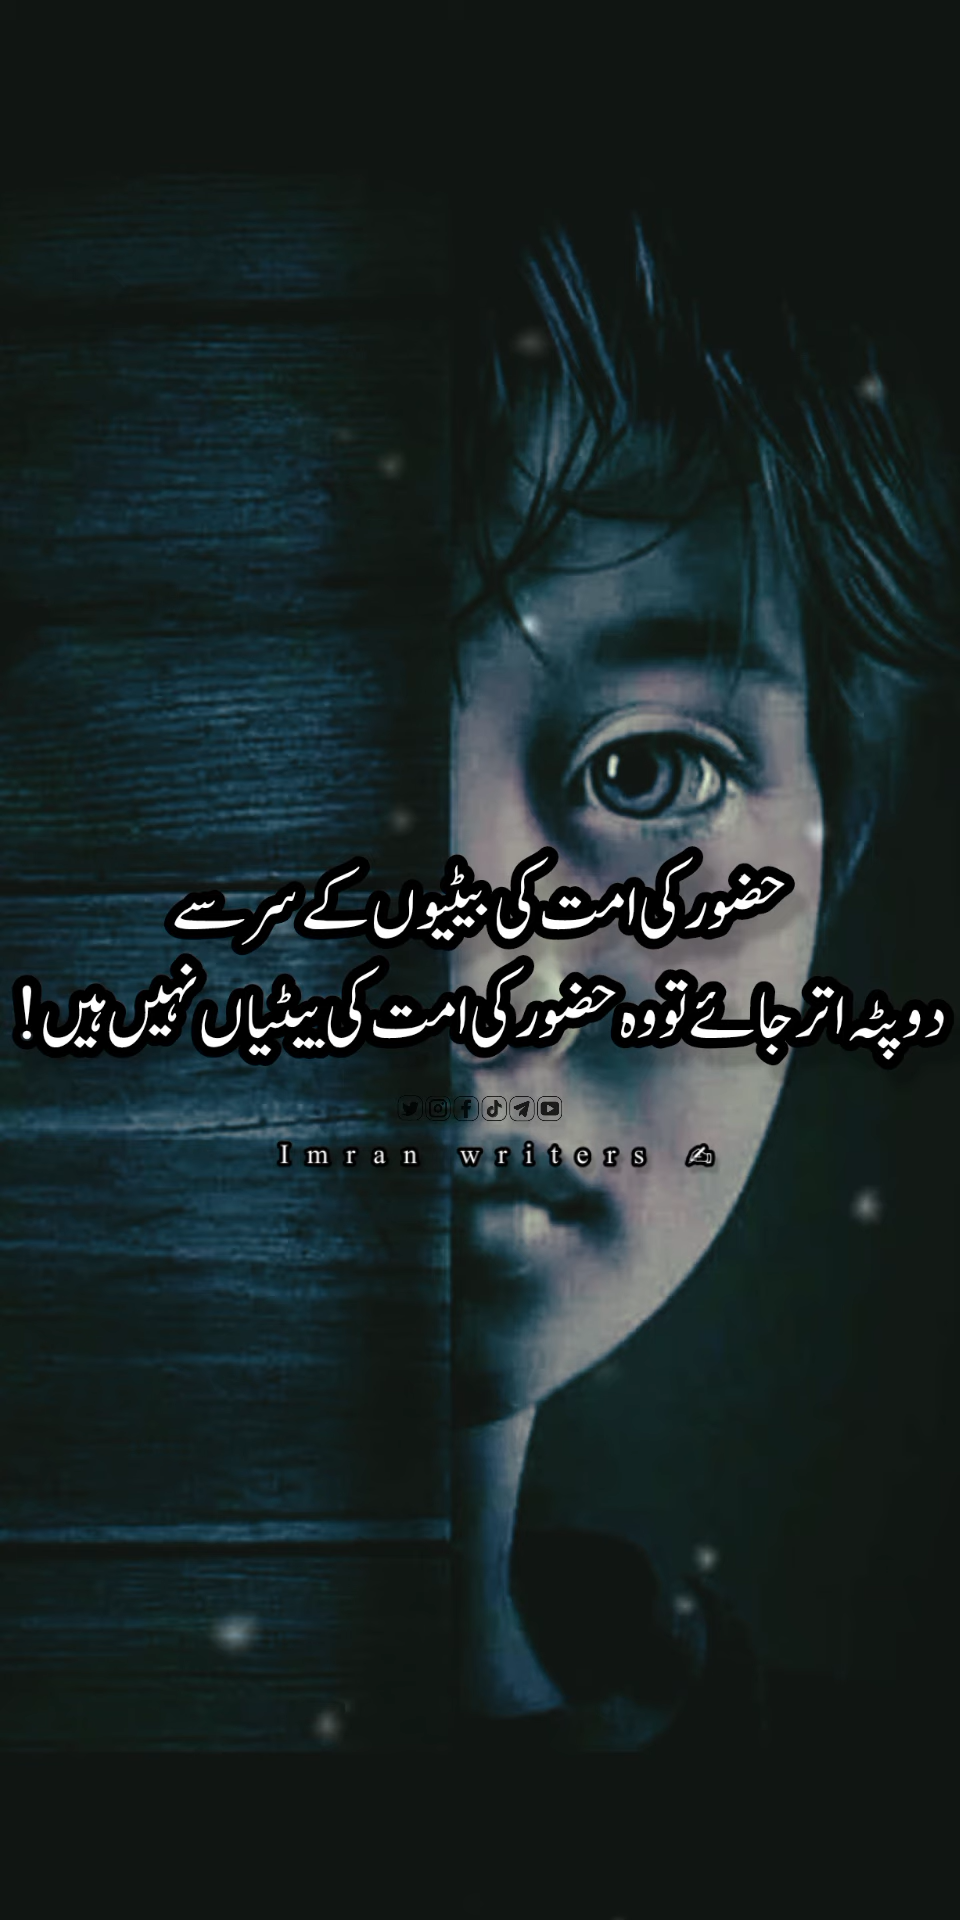 حضور کی امت کی بیٹیوں کے سر سے
دوپٹہ اتر جائے تو وہ حضور کی امت کی بیٹیاں نہیں ہیں!
Imran writers ✍